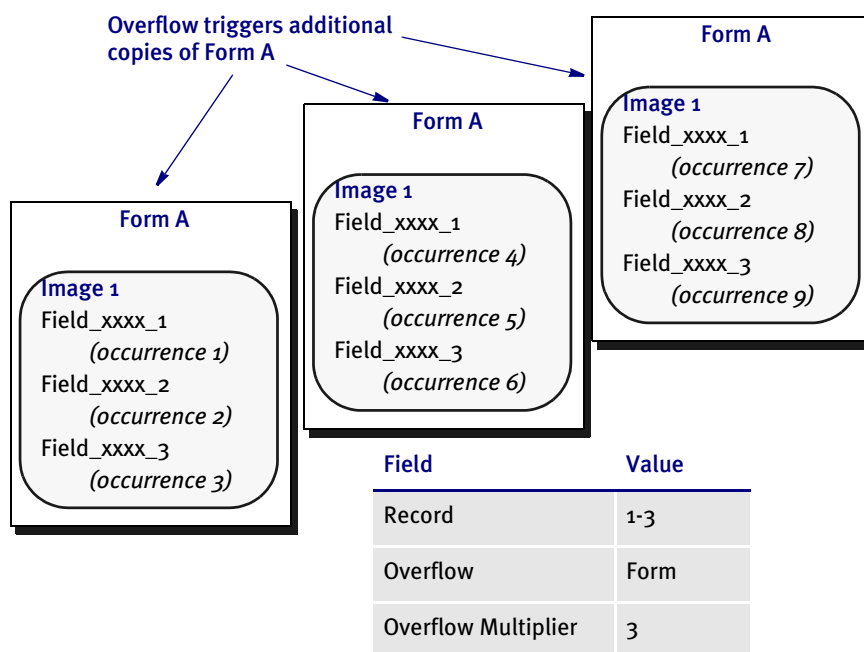 Overflow triggers additional
copies of Form A
Form A
Image 1
Field_xxxx_1
(occurrence 1)
Field_xxxx_2
(occurrence 2)
Field_xxxx_3
(occurrence 3)
Form A
Image 1
Field_xxxx_1
(occurrence 4)
Field_xxxx_2
(occurrence 5)
Field_xxxx_3
(occurrence 6)
Form A
Image 1
Field_xxxx_1
(occurrence 7)
Field_xxxx_2
(occurrence 8)
Field_xxxx_3
(occurrence 9)
Field Value
Record 1-3
Overflow Form
Overflow Multiplier 3